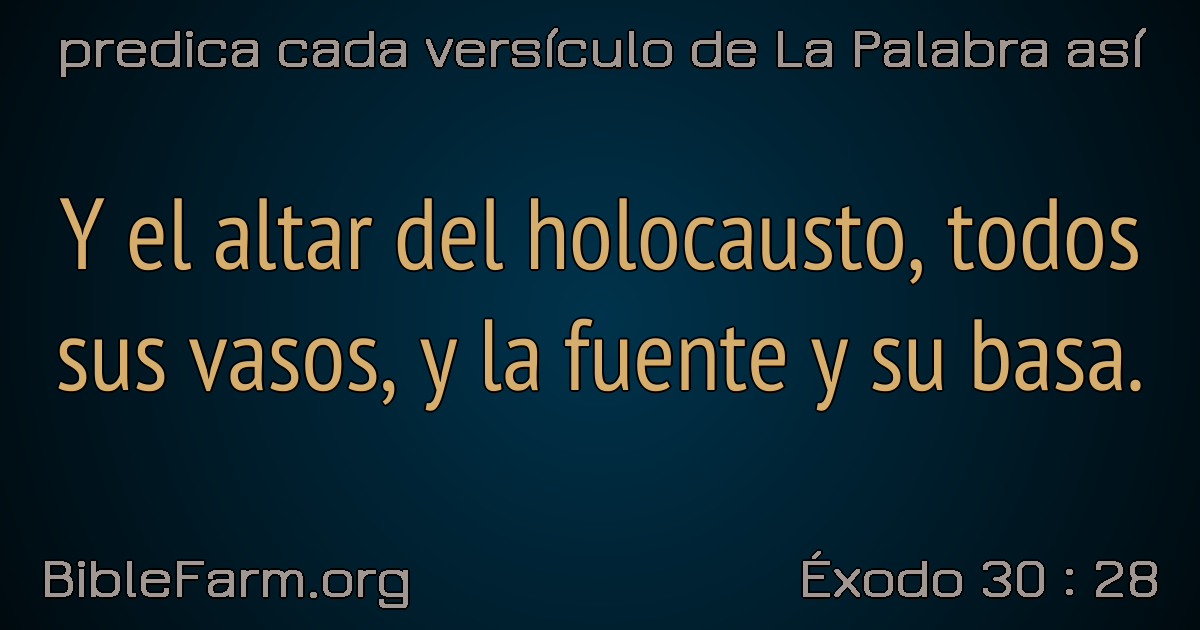 predica cada versículo de La Palabra así
Y el altar del holocausto, todos
sus vasos, y la fuente y su basa.
BibleFarm.org
Éxodo 30 : 28